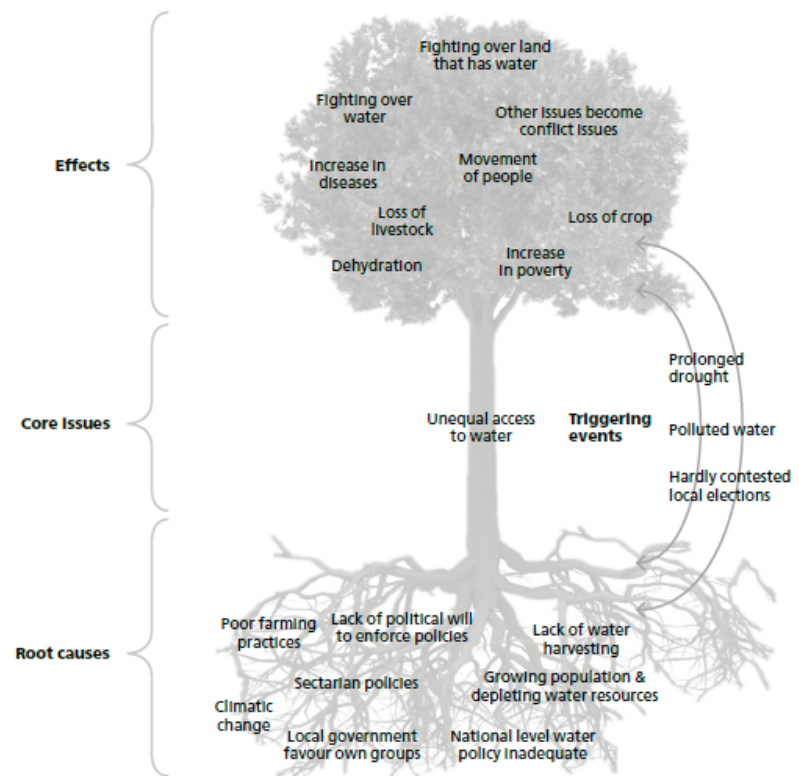 Fighting over land
that has water
Fighting over
water
Other issues become
conflict issues
Effects
Increase in
diseases
Movement
of people
Loss of
livestock
Loss of crop
Dehydration
Increase
in poverty
Prolonged
drought
Core issues
Unequal access
to water
Triggering
events
Polluted water
Hardly contested
local elections
Root causes
Poor farming
practices
Lack of political will
to enforce policies
Lack of water
harvesting
Sectarian policies
Growing population &
depleting water resources
Climatic
change
Local government
favour own groups
National level water
policy inadequate